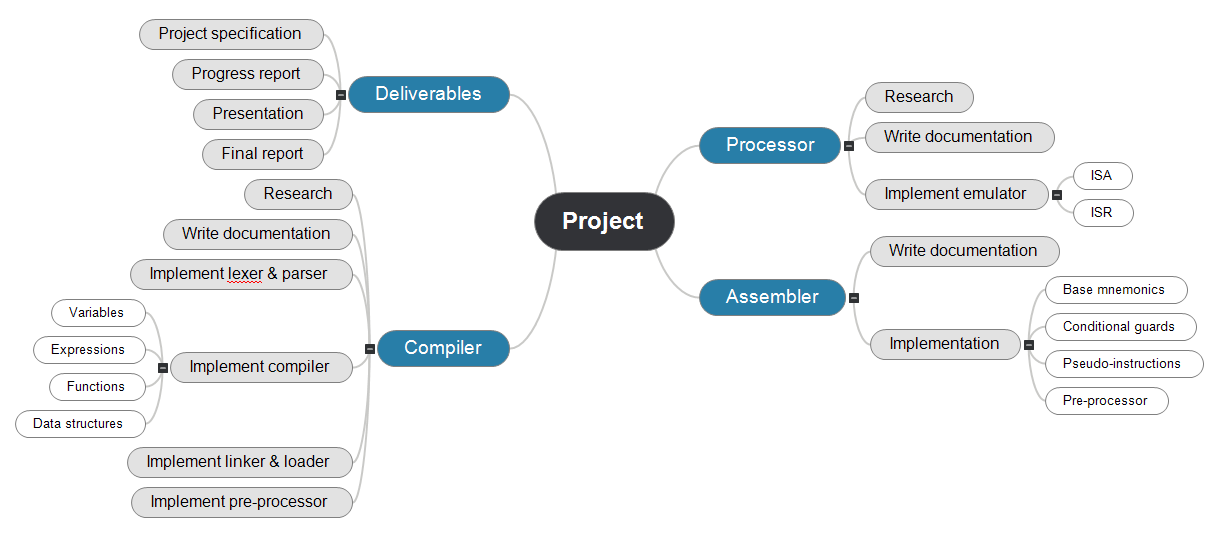 Project
Deliverables
Project specification
Progress report
Presentation
Final report
Compiler
Research
Write documentation
Implement lexer & parser
Implement compiler
Variables
Expressions
Functions
Data structures
Implement linker & loader
Implement pre-processor
Processor
Research
Write documentation
Implement emulator
ISA
ISR
Assembler
Write documentation
Implementation
Base mnemonics
Conditional guards
Pseudo-instructions
Pre-processor